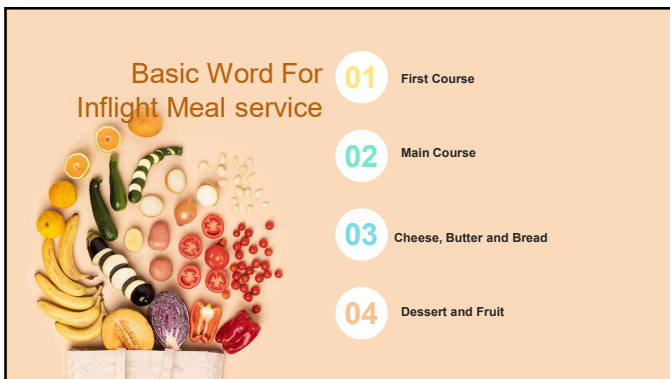 Basic Word For
Inflight Meal service
01
First Course
02
Main Course
03
Cheese, Butter and Bread
04
Dessert and Fruit